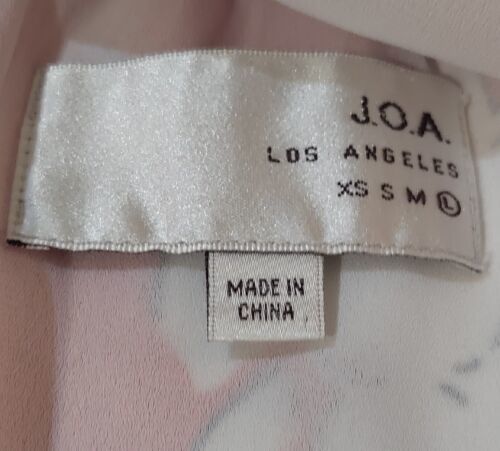 J.O.A.
LOS ANGELES
XS S M L
MADE IN
CHINA